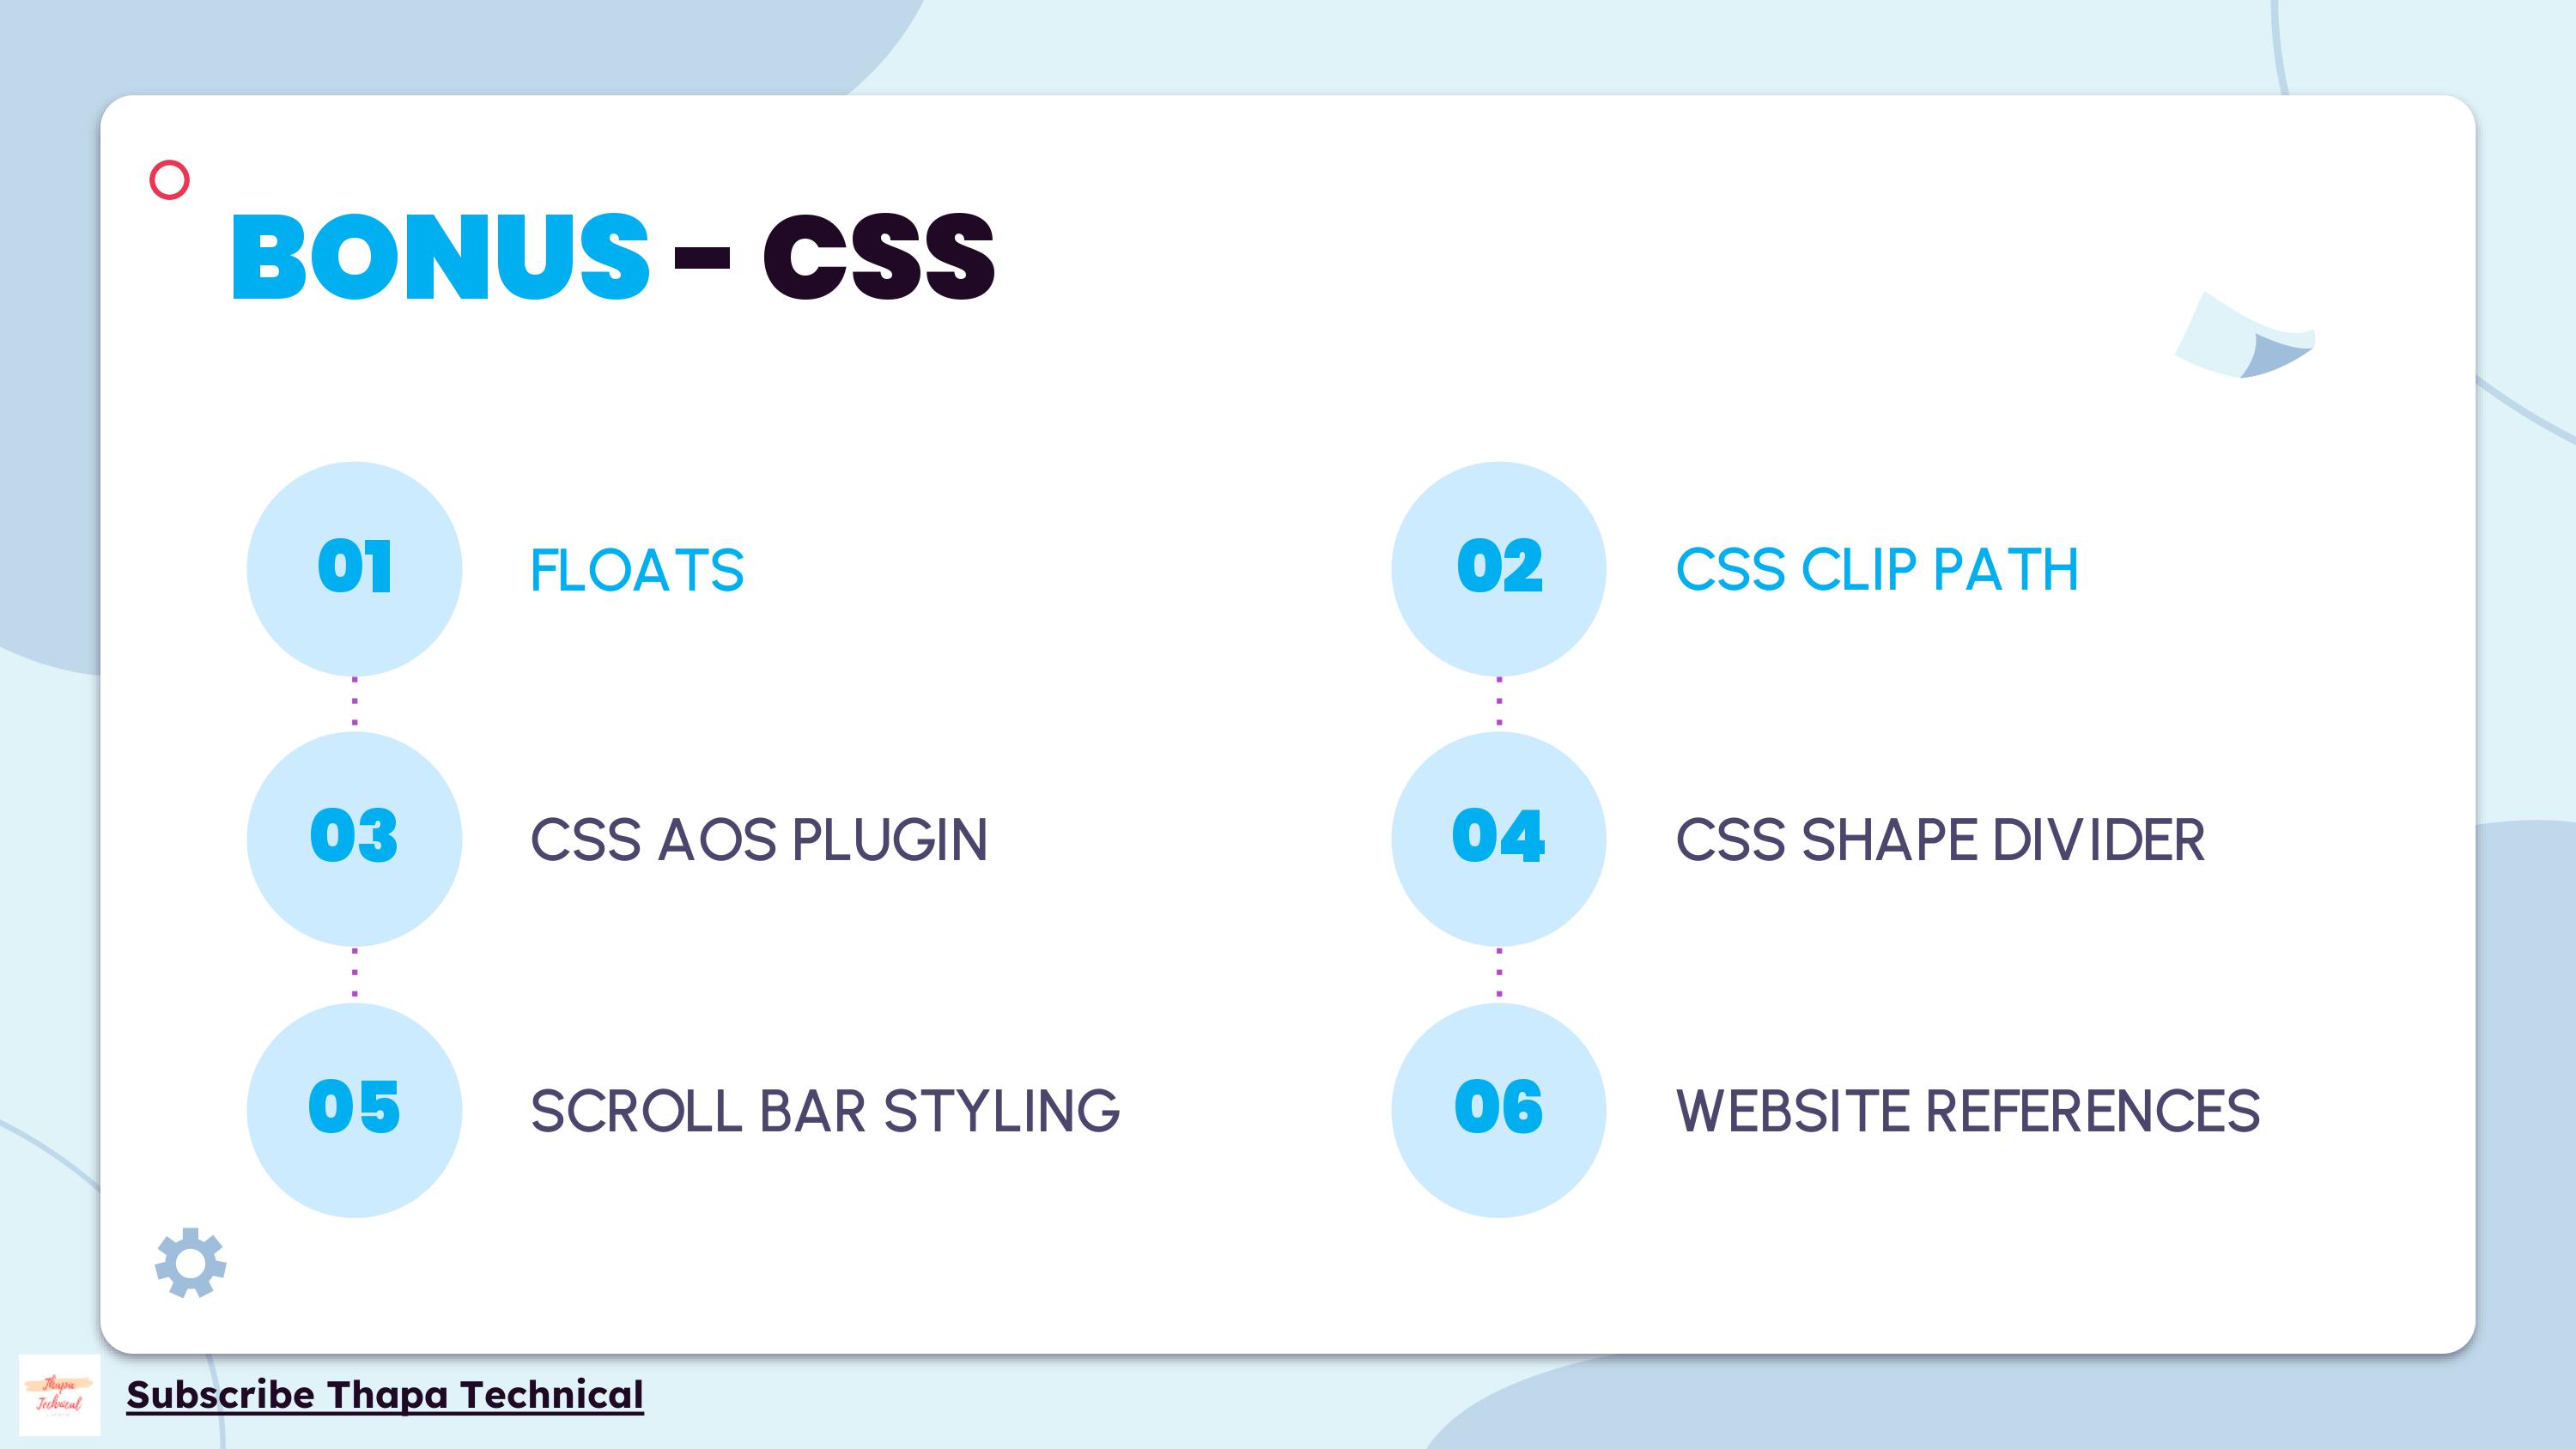 BONUS - CSS
01 FLOATS
02 CSS CLIP PATH
03 CSS AOS PLUGIN
04 CSS SHAPE DIVIDER
05 SCROLL BAR STYLING
06 WEBSITE REFERENCES
Thapa
Technical
Subscribe Thapa Technical